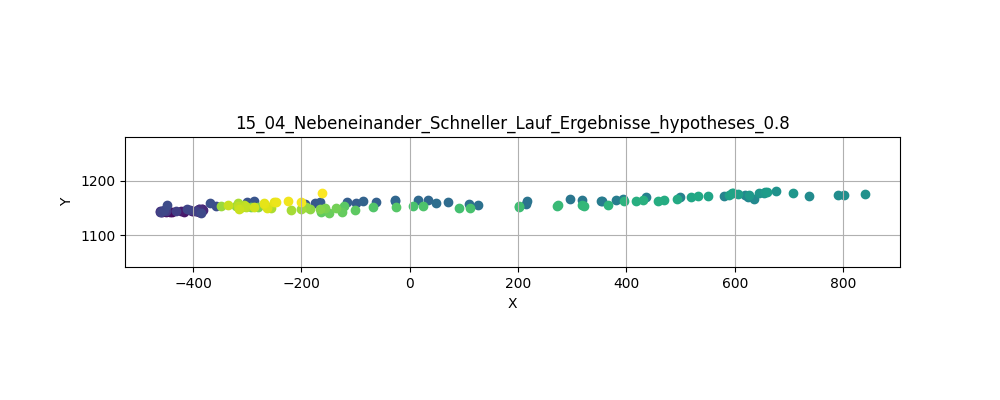 15_04_Nebeneinander_Schneller_Lauf_Ergebnisse_hypotheses_0.8
1200
1100
Y
−400 −200 0 200 400 600 800
X